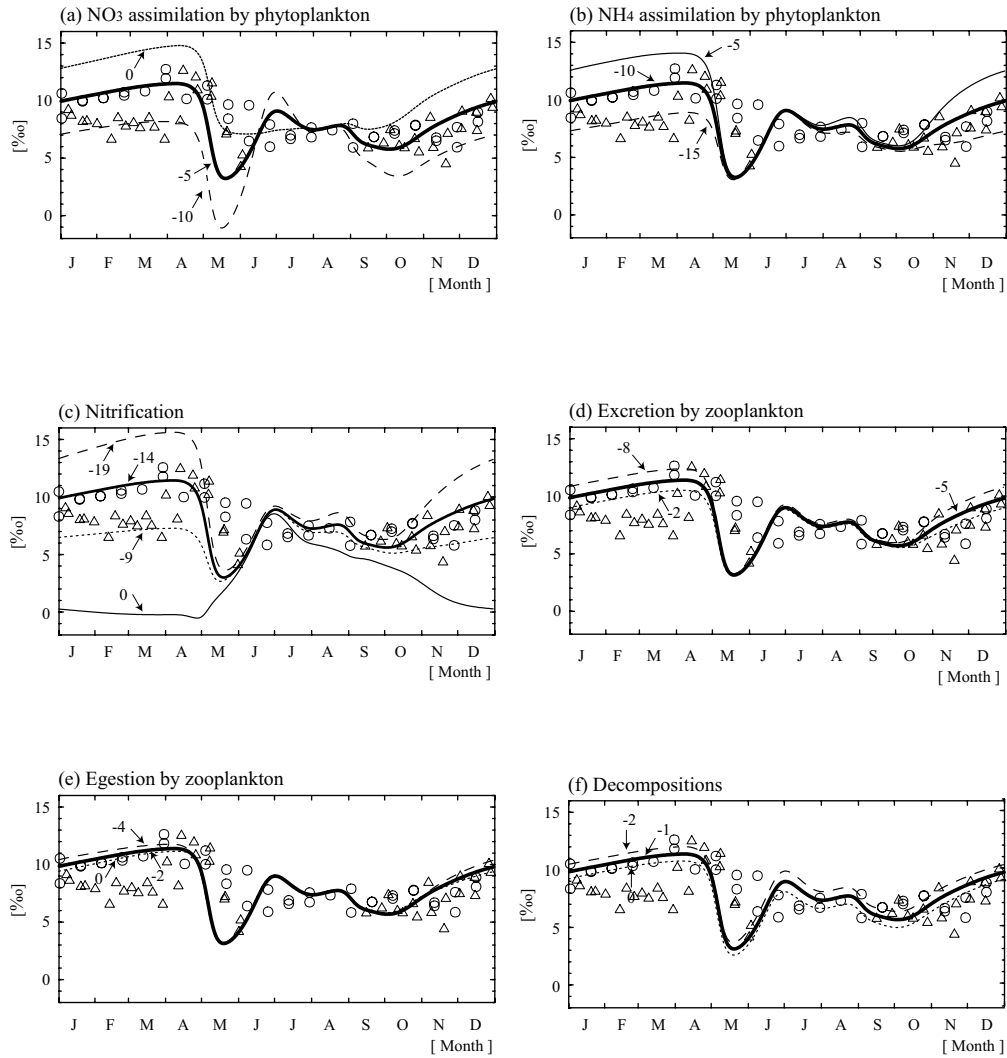 (a) NO3 assimilation by phytoplankton
15
10
5
0
[‰]
0
-5
-10
J F M A M J J A S O N D
[ Month ]
(b) NH4 assimilation by phytoplankton
15
10
5
0
[‰]
-5
-10
-15
J F M A M J J A S O N D
[ Month ]
(c) Nitrification
15
10
5
0
[‰]
-19
-14
-9
0
J F M A M J J A S O N D
[ Month ]
(d) Excretion by zooplankton
15
10
5
0
[‰]
-8
-2
-5
J F M A M J J A S O N D
[ Month ]
(e) Egestion by zooplankton
15
10
5
0
[‰]
-4
0
-2
J F M A M J J A S O N D
[ Month ]
(f) Decompositions
15
10
5
0
[‰]
-2
-1
0
J F M A M J J A S O N D
[ Month ]